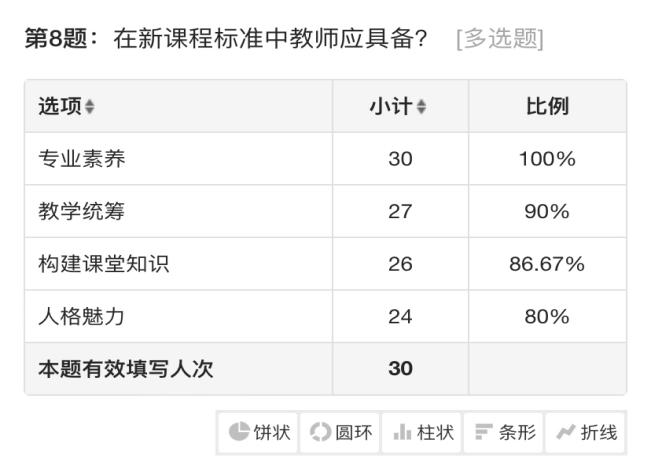 第8题：在新课程标准中教师应具备？ [多选题]
选项 小计 比例
专业素养 30 100%
教学统筹 27 90%
构建课堂知识 26 86.67%
人格魅力 24 80%
本题有效填写人次 30
饼状 圆环 柱状 条形 折线